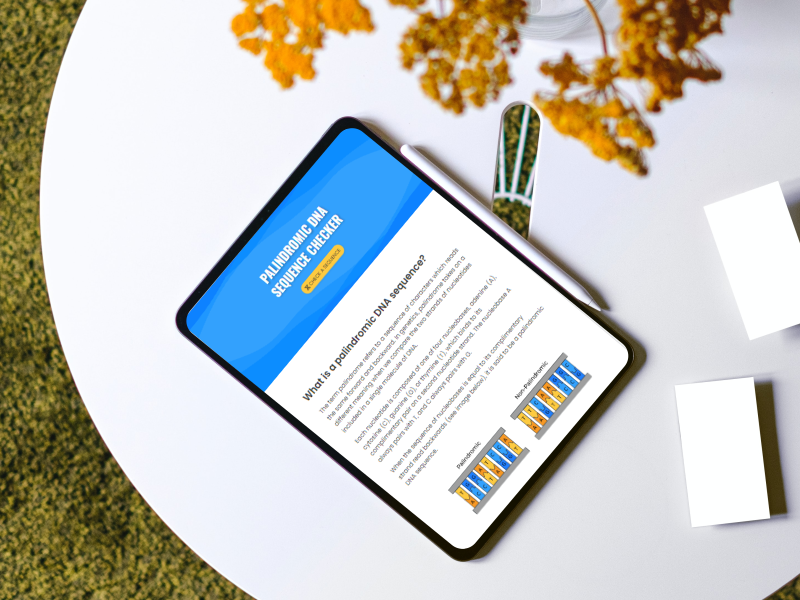 PALINDROMIC DNA
SEQUENCE CHECKER
CHECK A SEQUENCE
What is a palindromic DNA sequence?
The term palindrome refers to a sequence of characters which reads
the same forward and backward. In genetics, palindrome takes on a
different meaning when we compare the two strands of nucleotides
included in a single molecule of DNA.
Each nucleotide is composed of one of four nucleobases, adenine (A),
cytosine (C), guanine (G), or thymine (T), which binds to its
complimentary pair on a second nucleotide strand. The nucleobase A
always pairs with T, and C always pairs with G.
When the sequence of nucleobases is equal to its complimentary
strand read backwards (see image below), it is said to be a palindromic
DNA sequence.
Palindromic
Non-Palindromic